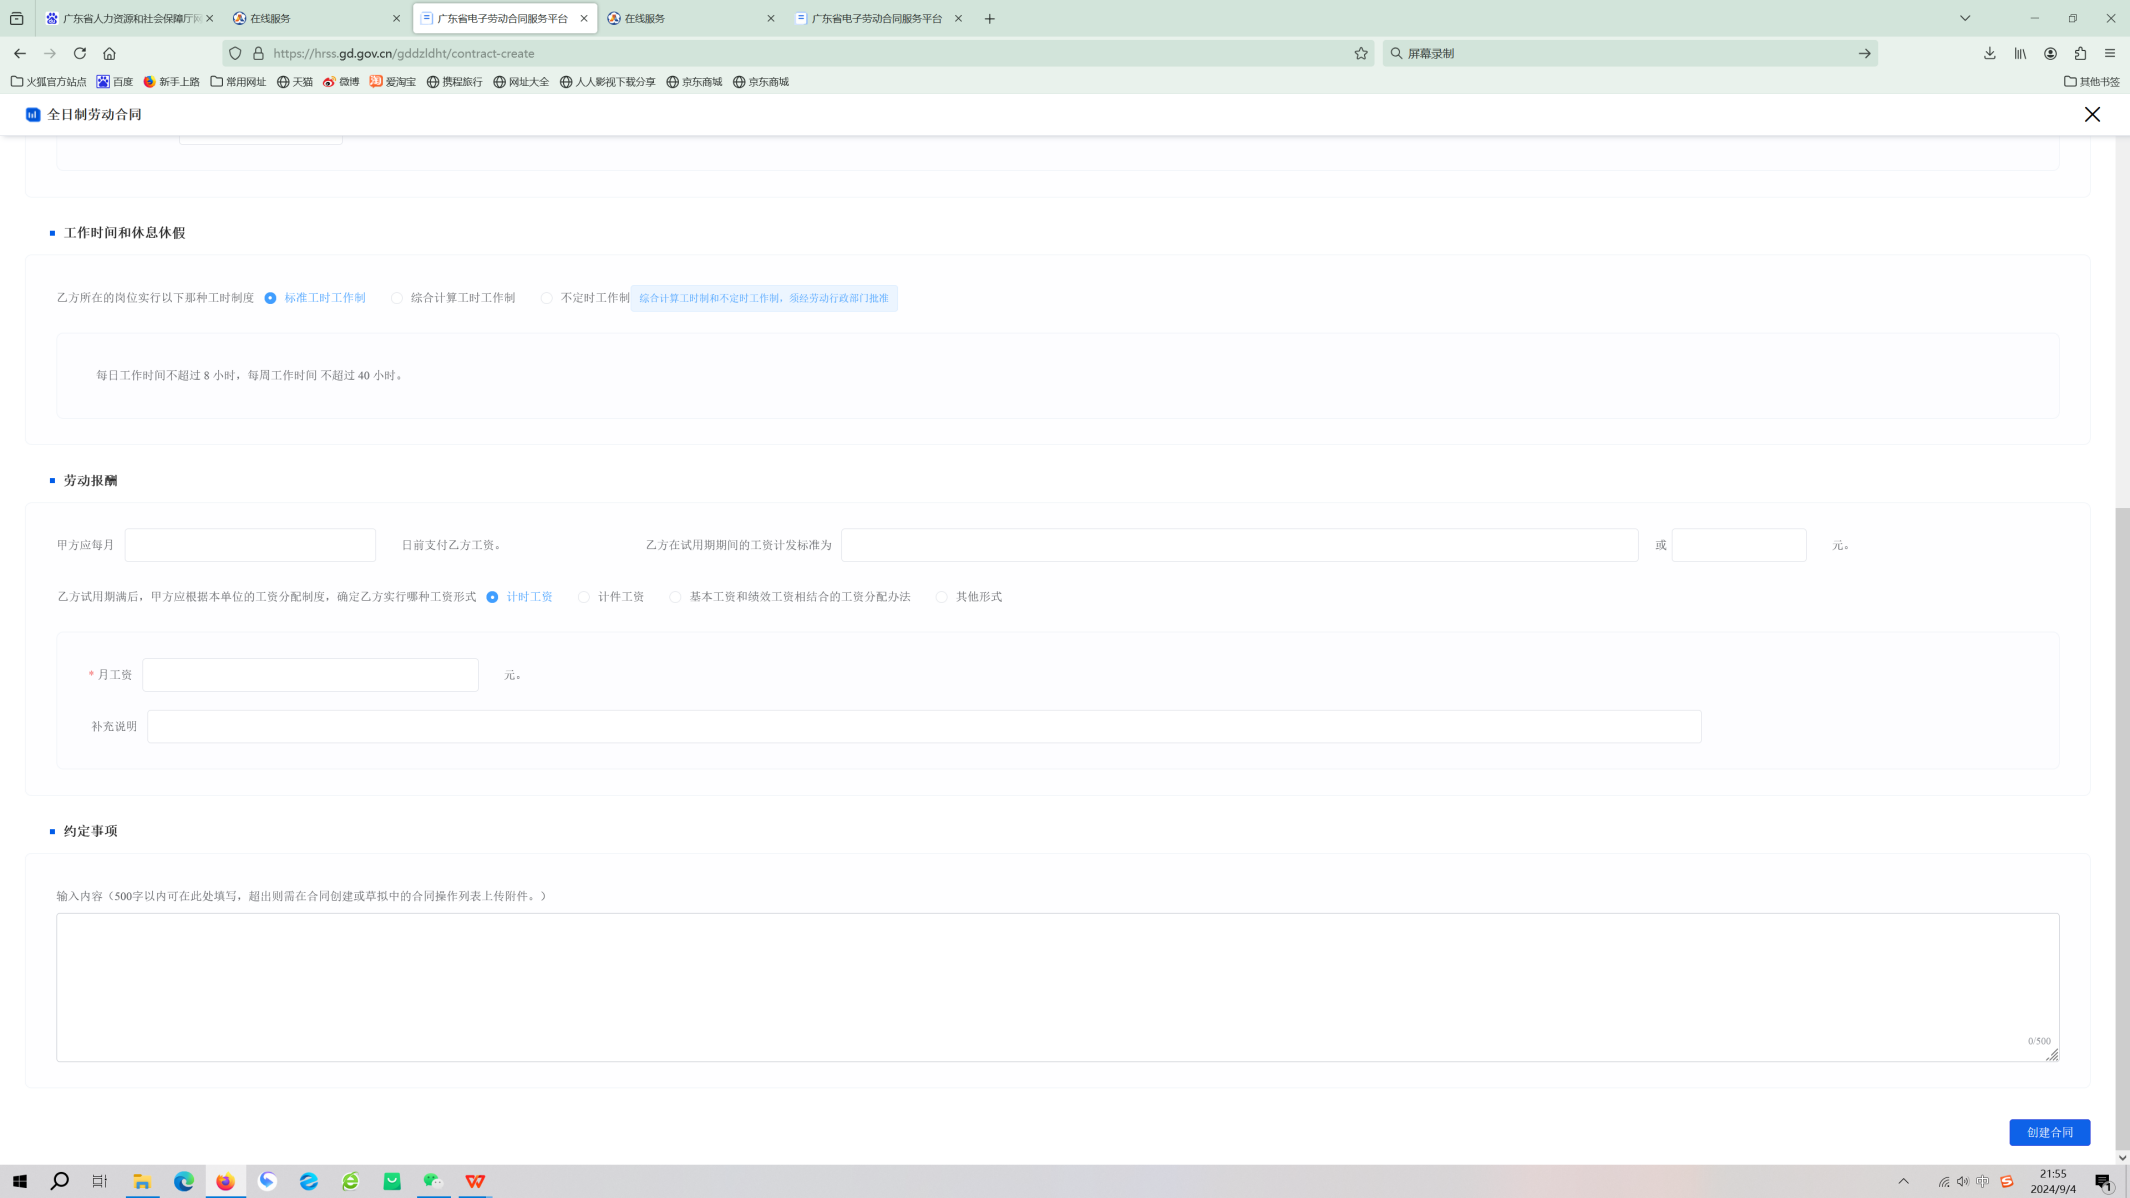 广东省人力资源和社会保障厅网
在线服务
广东省电子劳动合同服务平台
在线服务
广东省电子劳动合同服务平台
https://hrss.gd.gov.cn/gddzldht/contract-create
屏幕录制
火狐官方站点 百度 新手上路 常用网址 天猫 微博 爱淘宝 携程旅行 网址大全 人人影视下载分享 京东商城 京东商城 其他书签
全日制劳动合同
工作时间和休息休假
乙方所在的岗位实行以下那种工时制度 标准工时工作制 综合计算工时工作制 不定时工作制 综合计算工时制和不定时工作制，须经劳动行政部门批准
每日工作时间不超过 8 小时，每周工作时间 不超过 40 小时。
劳动报酬
甲方应每月 日前支付乙方工资。 乙方在试用期期间的工资计发标准为 或 元。
乙方试用期满后，甲方应根据本单位的工资分配制度，确定乙方实行哪种工资形式 计时工资 计件工资 基本工资和绩效工资相结合的工资分配办法 其他形式
* 月工资 元。
补充说明
约定事项
输入内容（500字以内可在此处填写，超出则需在合同创建或草拟中的合同操作列表上传附件。）
0/500
创建合同
中
21:55
2024/9/4
1